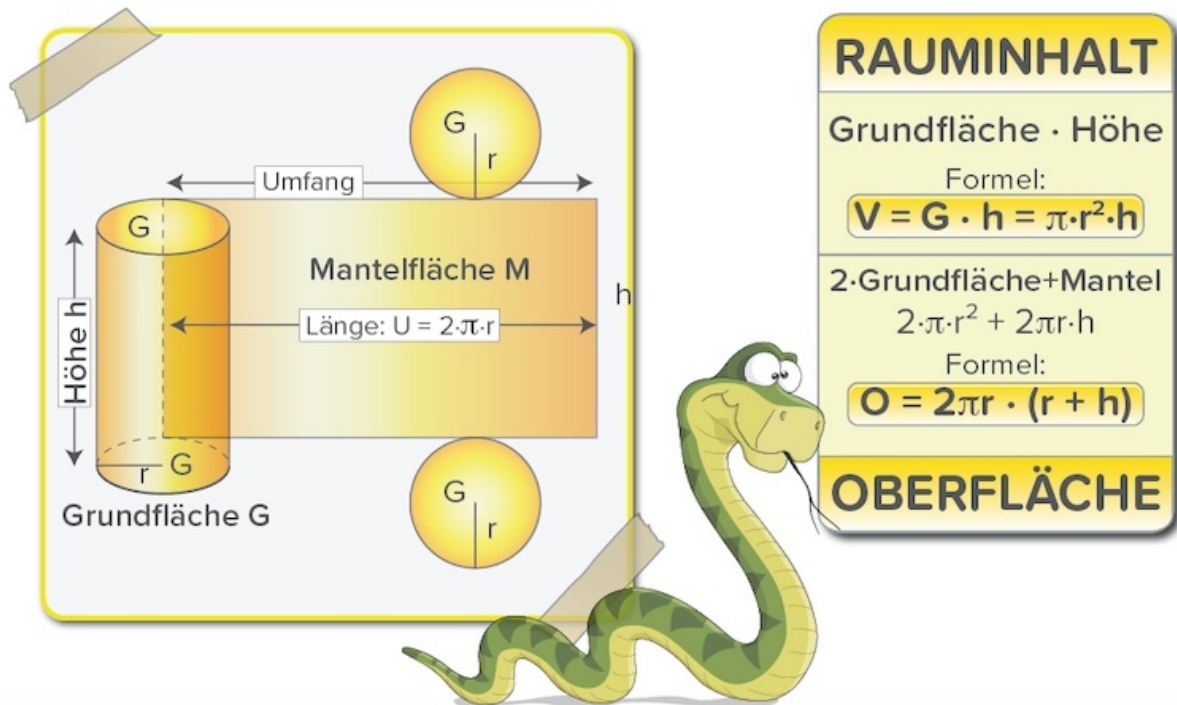 G
r
Umfang
G
Mantelfläche M
h
Höhe h
Länge: U = 2·π·r
r G
Grundfläche G
G
r
RAUMINHALT
Grundfläche · Höhe
Formel:
V = G · h = π·r²·h
2·Grundfläche+Mantel
2·π·r² + 2πr·h
Formel:
O = 2πr · (r + h)
OBERFLÄCHE